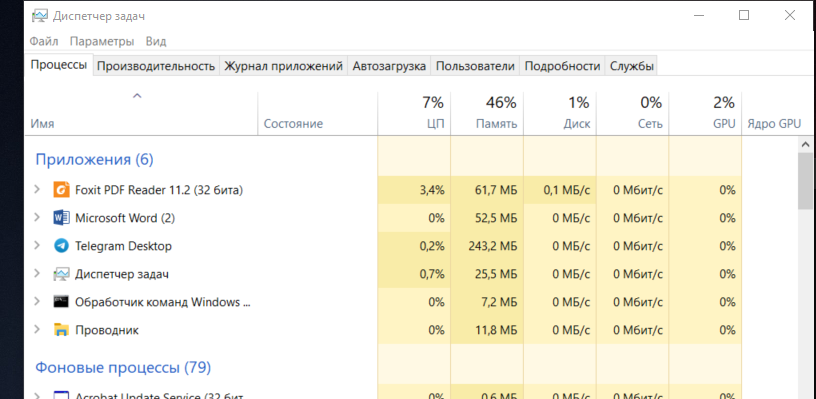 Диспетчер задач
Файл Параметры Вид
Процессы Производительность Журнал приложений Автозагрузка Пользователи Подробности Службы
7% 46% 1% 0% 2%
Имя Состояние ЦП Память Диск Сеть GPU Ядро GPU
Приложения (6)
Foxit PDF Reader 11.2 (32 бита) 3,4% 61,7 МБ 0,1 МБ/с 0 Мбит/с 0%
Microsoft Word (2) 0% 52,5 МБ 0 МБ/с 0 Мбит/с 0%
Telegram Desktop 0,2% 243,2 МБ 0 МБ/с 0 Мбит/с 0%
Диспетчер задач 0,7% 25,5 МБ 0 МБ/с 0 Мбит/с 0%
Обработчик команд Windows ... 0% 7,2 МБ 0 МБ/с 0 Мбит/с 0%
Проводник 0% 11,8 МБ 0 МБ/с 0 Мбит/с 0%
Фоновые процессы (79)
Acrobat Update Service (32 бит... 0% 0,6 МБ 0 МБ/с 0 Мбит/с 0%